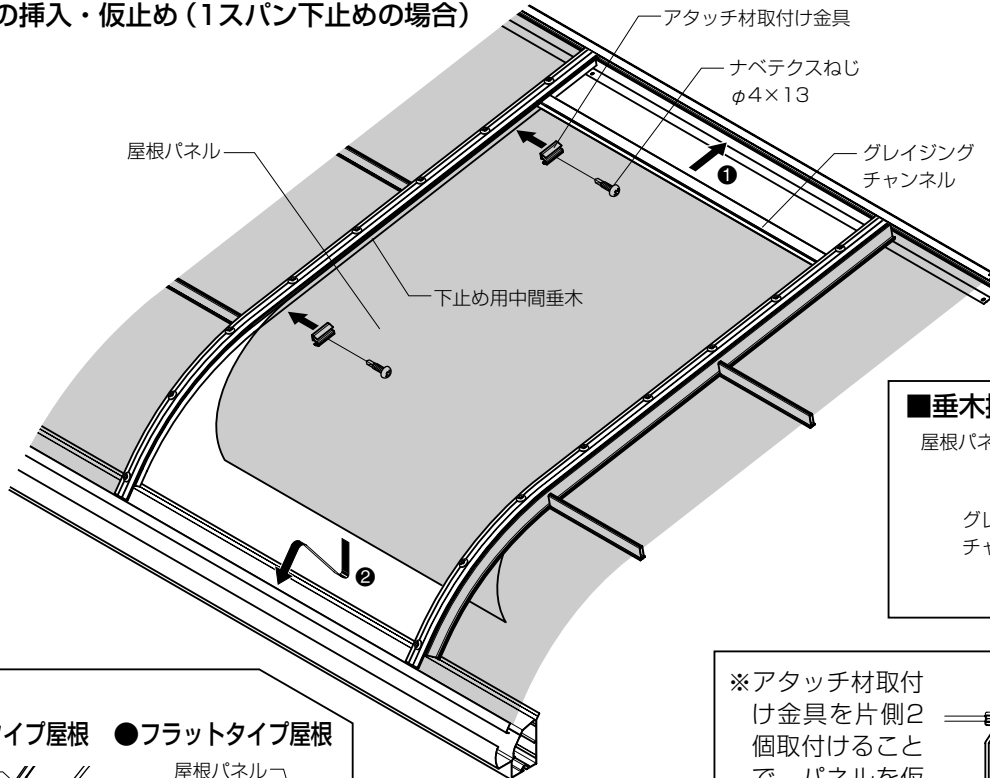 の挿入・仮止め（1スパン下止めの場合）
アタッチ材取付け金具
ナベテクスねじ
φ4×13
屋根パネル
❶
グレイジング
チャンネル
下止め用中間垂木
■垂木
屋根パネ
グレ
チャ
❷
イプ屋根 ●フラットタイプ屋根
屋根パネル
※アタッチ材取付
け金具を片側2
個取付けること
で、パネルを仮